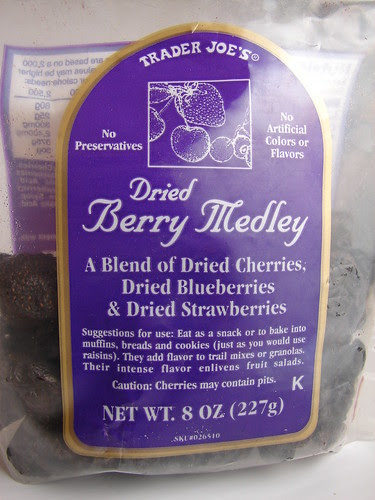 TRADER JOE'S®
No
Preservatives
No
Artificial
Colors or
Flavors
Dried
Berry Medley
A Blend of Dried Cherries,
Dried Blueberries
& Dried Strawberries
Suggestions for use: Eat as a snack or to bake into
muffins, breads and cookies (just as you would use
raisins). They add flavor to trail mixes or granolas.
Their intense flavor enlivens fruit salads.
Caution: Cherries may contain pits.
K
NET WT. 8 OZ (227g)
SKU#026510